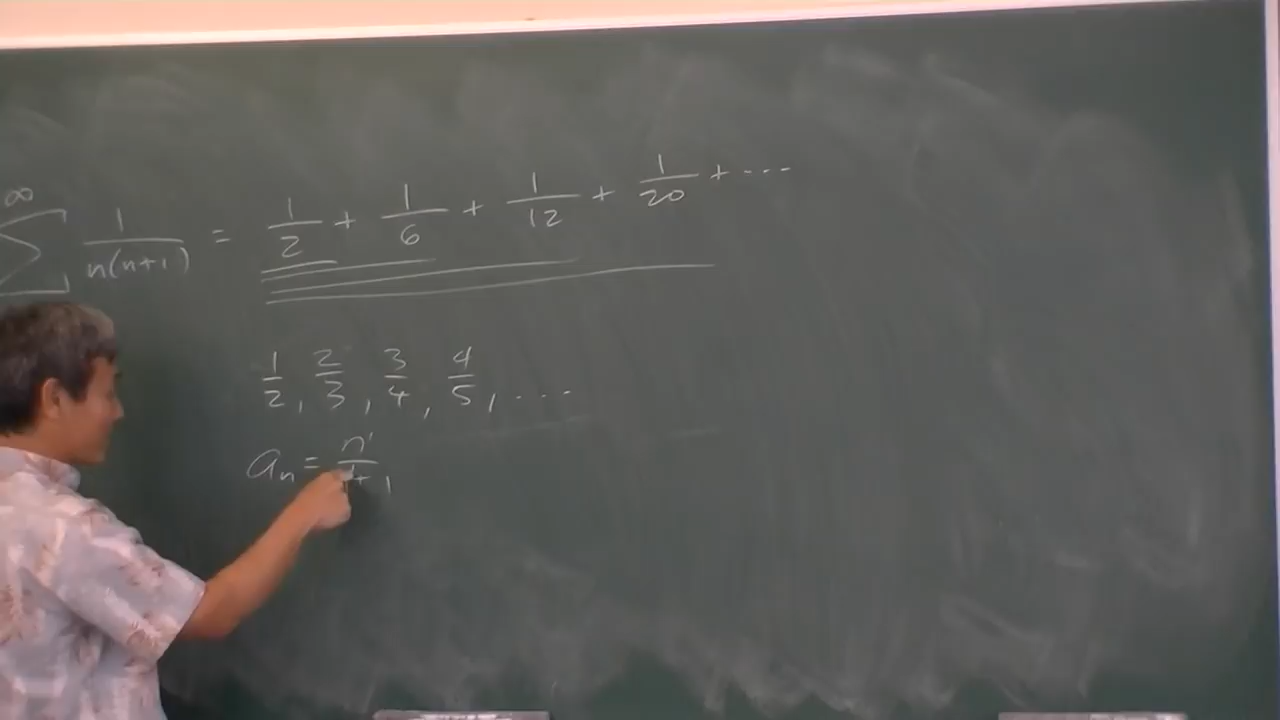 ∞
Σ 1/n(n+1) = 1/2 + 1/6 + 1/12 + 1/20 + ...
1/2, 2/3, 3/4, 4/5, ...
aₙ = n/ +1